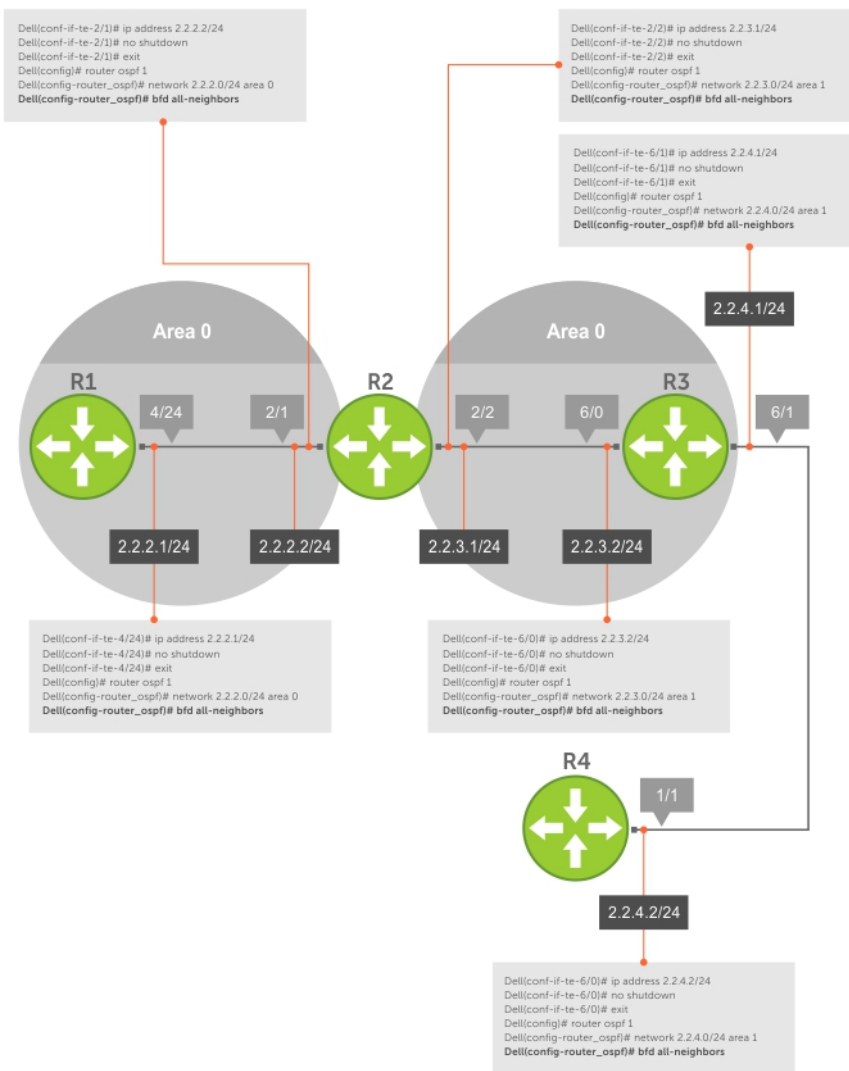 Dell(conf-if-te-2/1)# ip address 2.2.2.2/24
Dell(conf-if-te-2/1)# no shutdown
Dell(conf-if-te-2/1)# exit
Dell(config)# router ospf 1
Dell(config-router_ospf)# network 2.2.2.0/24 area 0
Dell(config-router_ospf)# bfd all-neighbors
Dell(conf-if-te-2/2)# ip address 2.2.3.1/24
Dell(conf-if-te-2/2)# no shutdown
Dell(conf-if-te-2/2)# exit
Dell(config)# router ospf 1
Dell(config-router_ospf)# network 2.2.3.0/24 area 1
Dell(config-router_ospf)# bfd all-neighbors
Dell(conf-if-te-6/1)# ip address 2.2.4.1/24
Dell(conf-if-te-6/1)# no shutdown
Dell(conf-if-te-6/1)# exit
Dell(config)# router ospf 1
Dell(config-router_ospf)# network 2.2.4.0/24 area 1
Dell(config-router_ospf)# bfd all-neighbors
2.2.4.1/24
Area 0
Area 0
R1
R2
R3
4/24
2/1
2/2
6/0
6/1
2.2.2.1/24
2.2.2.2/24
2.2.3.1/24
2.2.3.2/24
Dell(conf-if-te-4/24)# ip address 2.2.2.1/24
Dell(conf-if-te-4/24)# no shutdown
Dell(conf-if-te-4/24)# exit
Dell(config)# router ospf 1
Dell(config-router_ospf)# network 2.2.2.0/24 area 0
Dell(config-router_ospf)# bfd all-neighbors
Dell(conf-if-te-6/0)# ip address 2.2.3.2/24
Dell(conf-if-te-6/0)# no shutdown
Dell(conf-if-te-6/0)# exit
Dell(config)# router ospf 1
Dell(config-router_ospf)# network 2.2.3.0/24 area 1
Dell(config-router_ospf)# bfd all-neighbors
R4
1/1
2.2.4.2/24
Dell(conf-if-te-6/0)# ip address 2.2.4.2/24
Dell(conf-if-te-6/0)# no shutdown
Dell(conf-if-te-6/0)# exit
Dell(config)# router ospf 1
Dell(config-router_ospf)# network 2.2.4.0/24 area 1
Dell(config-router_ospf)# bfd all-neighbors